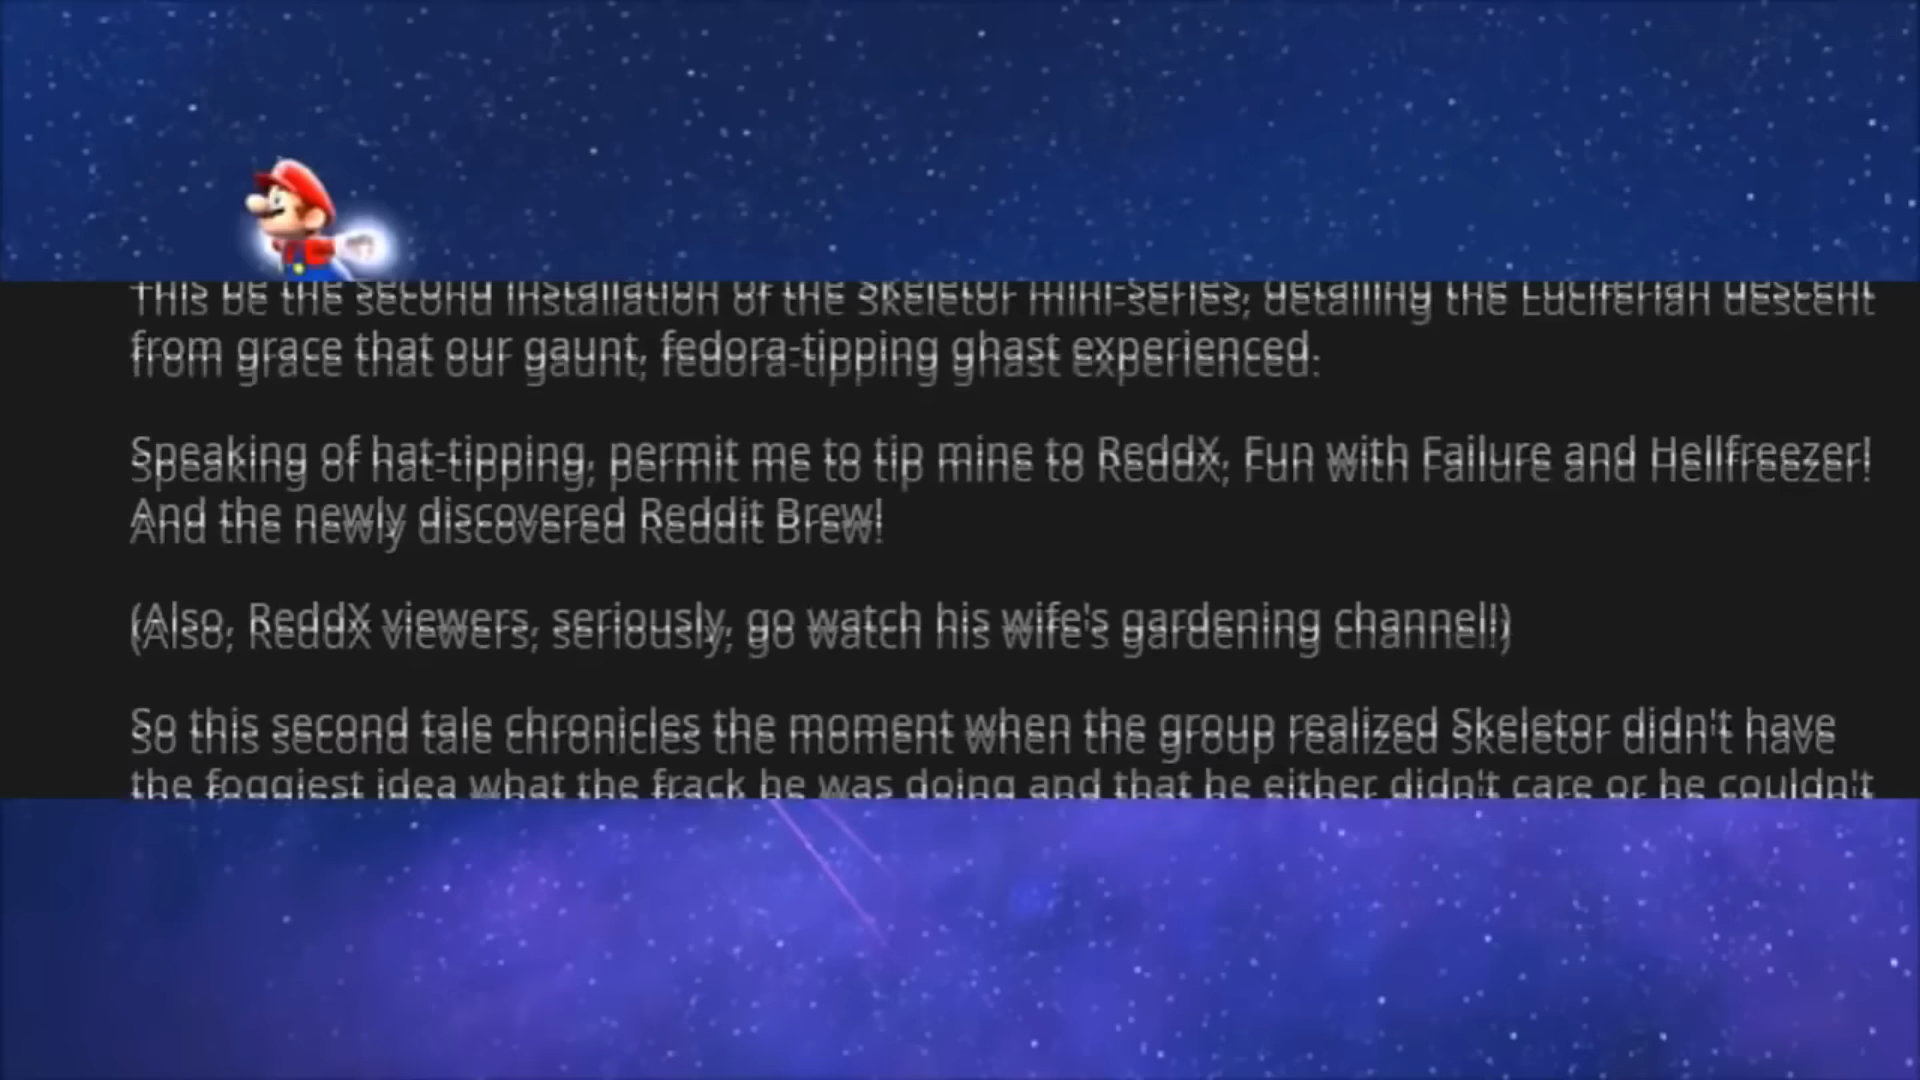 This be the second installation of the Skeletor mini-series, detailing the Luciferian descent
from grace that our gaunt, fedora-tipping ghast experienced.
Speaking of hat-tipping, permit me to tip mine to ReddX, Fun with Failure and Hellfreezer!
And the newly discovered Reddit Brew!
(Also, ReddX viewers, seriously, go watch his wife's gardening channel!)
So this second tale chronicles the moment when the group realized Skeletor didn't have
the foggiest idea what the frack he was doing and that he either didn't care or he couldn't